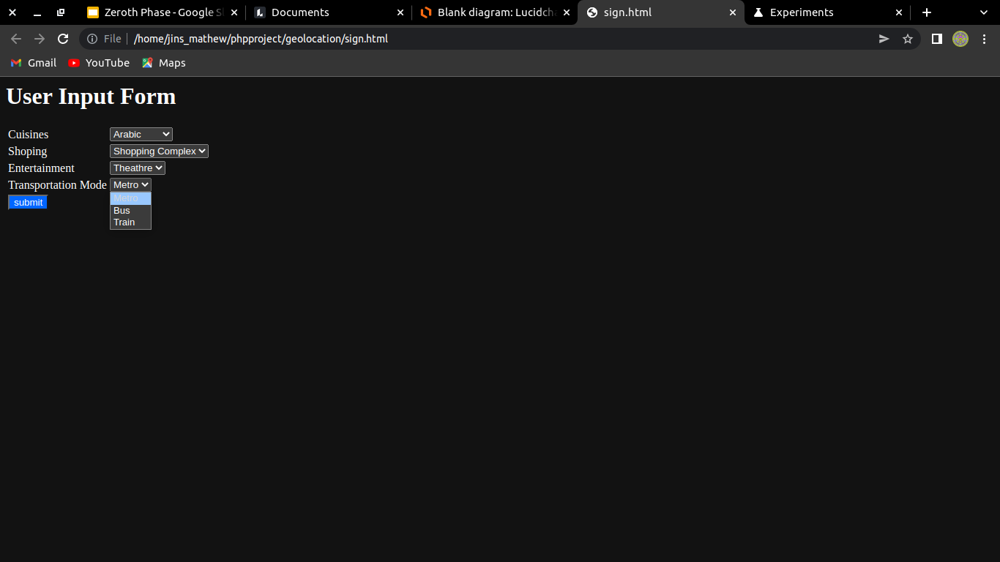 Zeroth Phase - Google S
Documents
Blank diagram: Lucidcha
sign.html
Experiments
File
/home/jins_mathew/phpproject/geolocation/sign.html
Gmail
YouTube
Maps
User Input Form
Cuisines Arabic
Shoping Shopping Complex
Entertainment Theathre
Transportation Mode Metro
submit Metro
Bus
Train